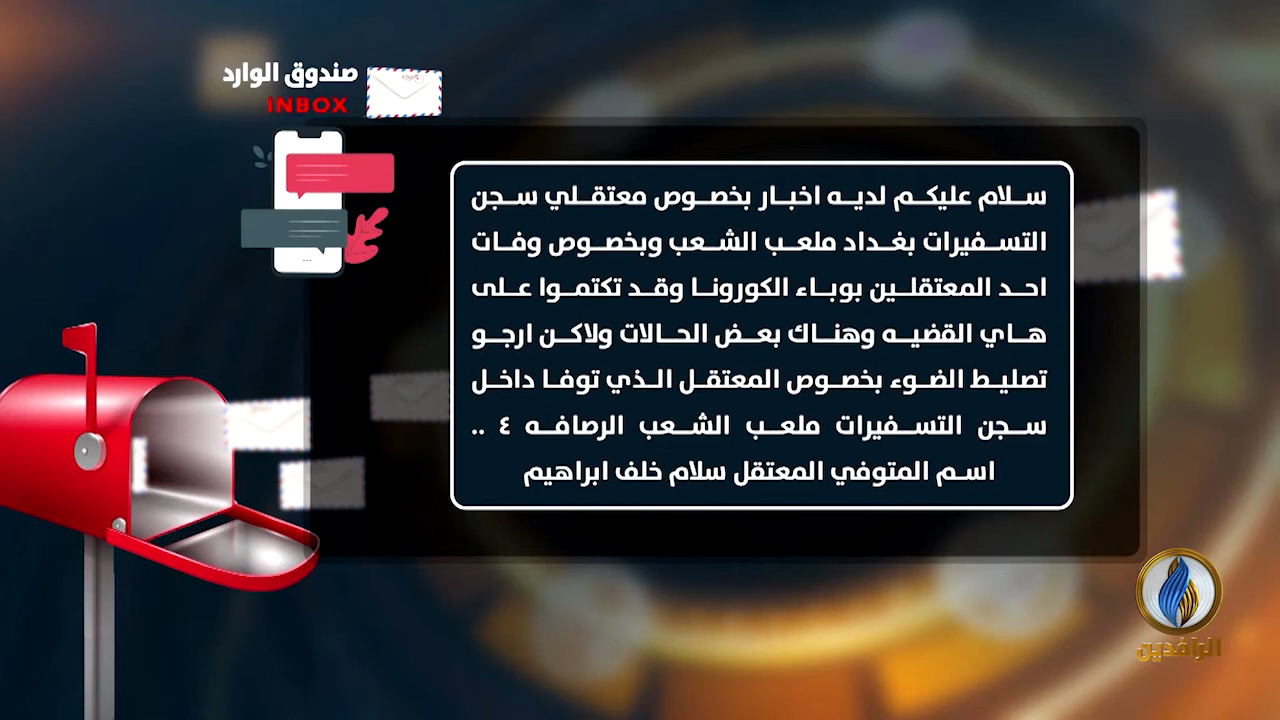 صندوق الوارد
INBOX
سلام عليكم لديه اخبار بخصوص معتقلي سجن
التسفيرات بغداد ملعب الشعب وبخصوص وفات
احد المعتقلين بوباء الكورونا وقد تكتموا على
هاي القضيه وهناك بعض الحالات ولاكن ارجو
تصليط الضوء بخصوص المعتقل الذي توفا داخل
سجن التسفيرات ملعب الشعب الرصافه ٤ ..
اسم المتوفي المعتقل سلام خلف ابراهيم
الرافدين